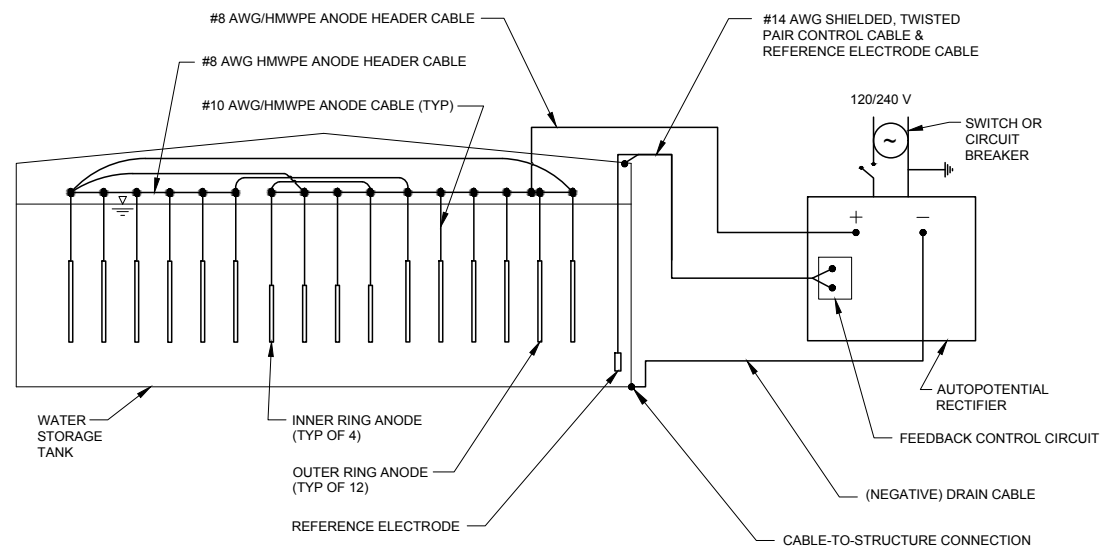 #8 AWG/HMWPE ANODE HEADER CABLE
#14 AWG SHIELDED, TWISTED
PAIR CONTROL CABLE &
REFERENCE ELECTRODE CABLE
#8 AWG HMWPE ANODE HEADER CABLE
#10 AWG/HMWPE ANODE CABLE (TYP)
120/240 V
SWITCH OR
CIRCUIT
BREAKER
~
+ −
WATER
STORAGE
TANK
INNER RING ANODE
(TYP OF 4)
OUTER RING ANODE
(TYP OF 12)
REFERENCE ELECTRODE
AUTOPOTENTIAL
RECTIFIER
FEEDBACK CONTROL CIRCUIT
(NEGATIVE) DRAIN CABLE
CABLE-TO-STRUCTURE CONNECTION